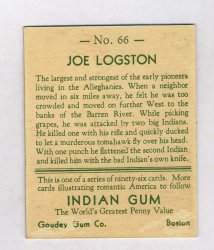 — No. 66 —
JOE LOGSTON
The largest and strongest of the early pioneers
living in the Alleghanies. When a neighbor
moved in six miles away, he felt that it was too
crowded and moved on further West to the
banks of the Barren River. While picking
grapes, he was attacked by two big Indians.
He killed one with his rifle and quickly ducked
to let a murderous tomahawk fly over his head.
With one punch he flattened the second Indian
and killed him with the bad Indian's own knife.
This is one of a series of ninety-six cards. More
cards illustrating romantic America to follow
INDIAN GUM
The World's Greatest Penny Value
Goudey Gum Co. Boston